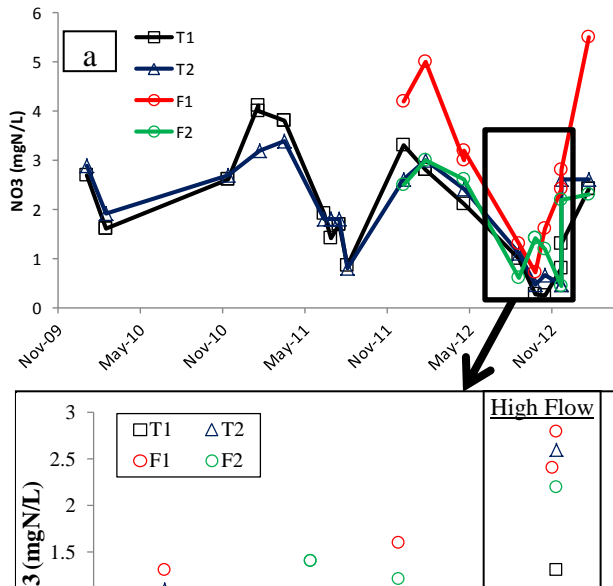 6
5
4
3
2
1
0
NO3 (mgN/L)
a
T1
T2
F1
F2
Nov-09
May-10
Nov-10
May-11
Nov-11
May-12
Nov-12
3
2.5
2
1.5
3 (mgN/L)
T1 T2
F1 F2
High Flow